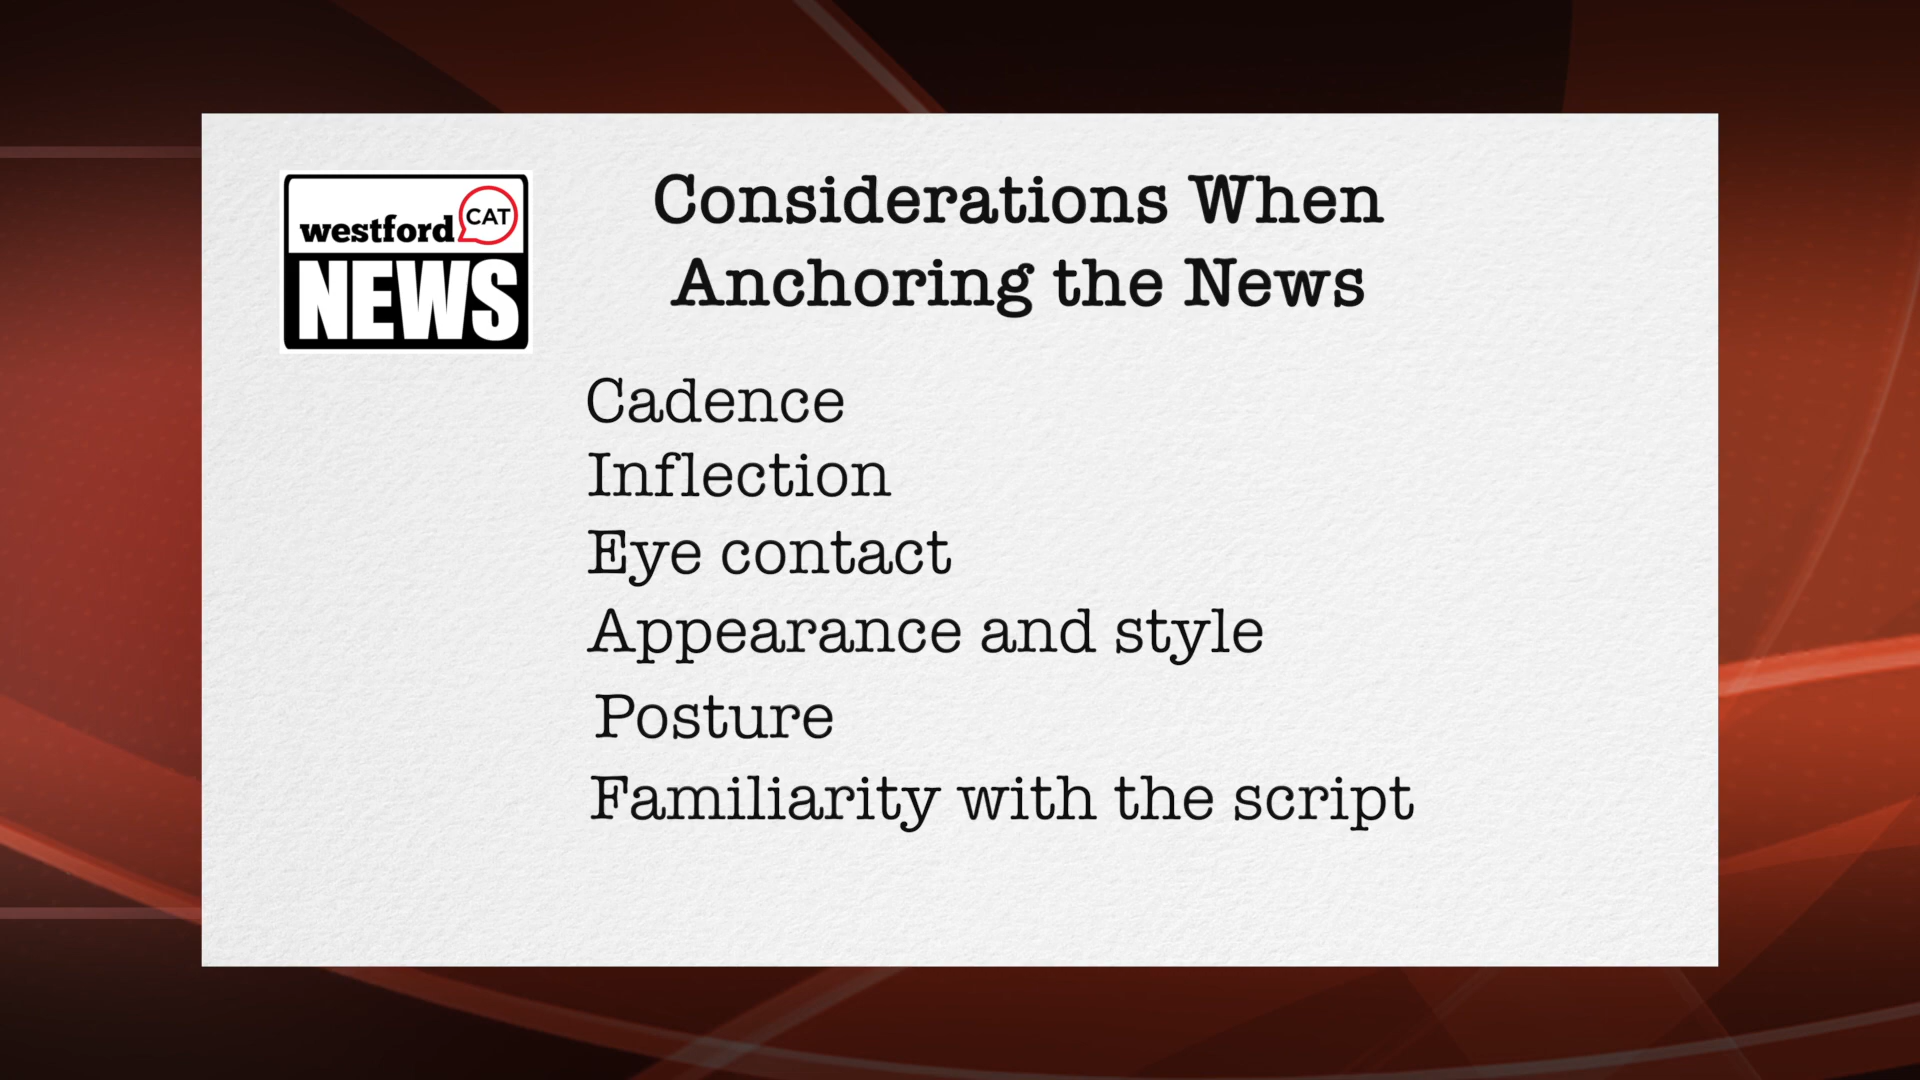 westford CAT
NEWS
Considerations When
Anchoring the News
Cadence
Inflection
Eye contact
Appearance and style
Posture
Familiarity with the script